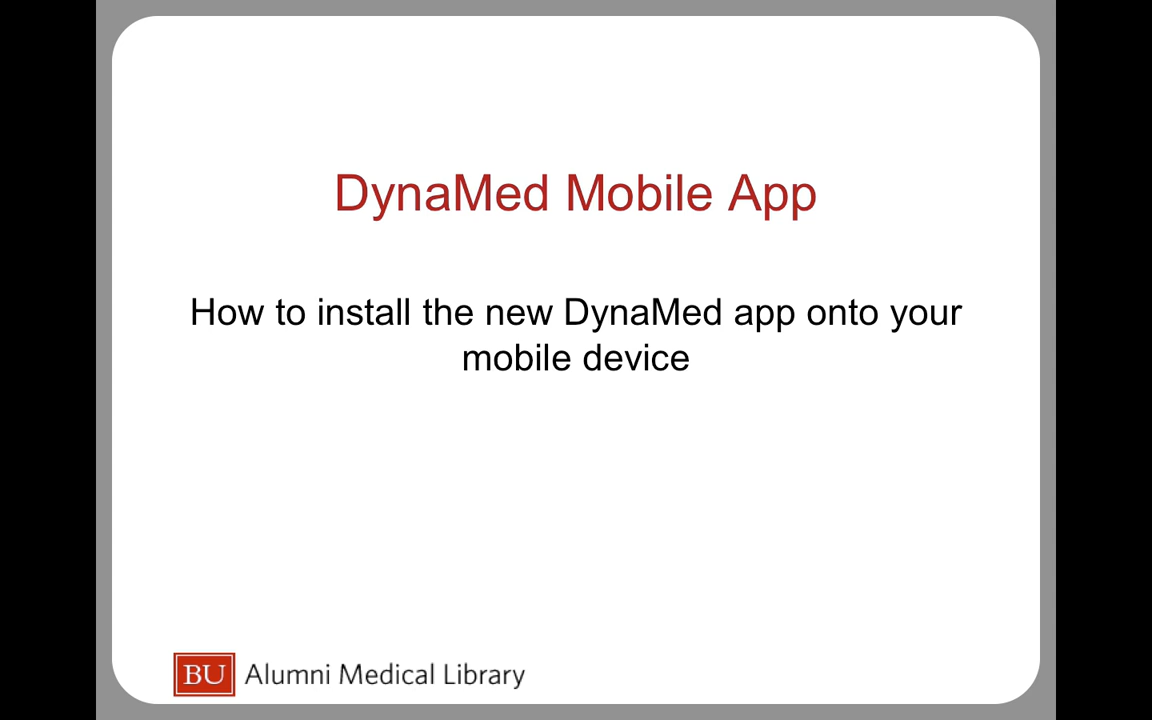 DynaMed Mobile App
How to install the new DynaMed app onto your
mobile device
BU Alumni Medical Library